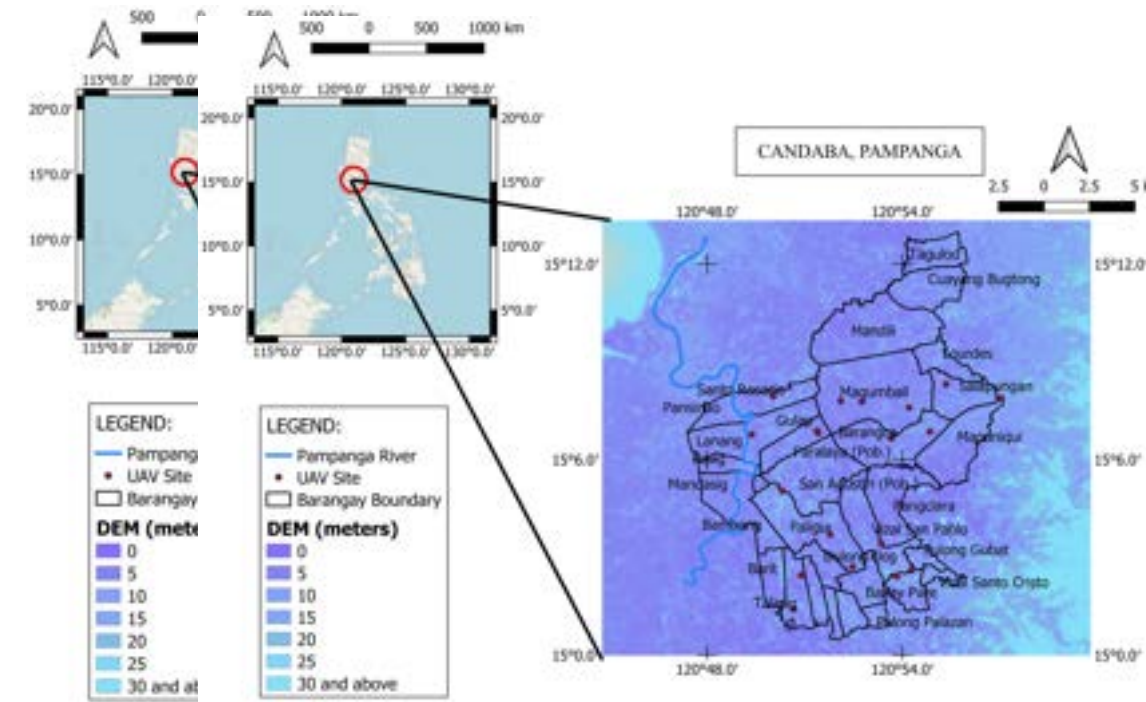 500 0 500 1000 km
500 0 500 1000 km
115°0.0' 120°0.0'
115°0.0' 120°0.0' 125°0.0' 130°0.0'
20°0.0'
15°0.0'
10°0.0'
5°0.0'
20°0.0' 20°0.0'
15°0.0' 15°0.0'
10°0.0' 10°0.0'
5°0.0' 5°0.0'
115°0.0' 120°0.0'
115°0.0' 120°0.0' 125°0.0' 130°0.0'
LEGEND:
Pampanga
UAV Site
Barangay
DEM (mete
0
5
10
15
20
25
30 and ab
LEGEND:
Pampanga River
UAV Site
Barangay Boundary
DEM (meters)
0
5
10
15
20
25
30 and above
CANDABA, PAMPANGA
2.5 0 2.5 5
120°48.0' 120°54.0'
15°12.0' 15°12.0'
Tagulod
Cuayang Bugtong
Mandili
Lourdes
Salapungan
Magumbali
Gulap
Lanang
Barangca
Mapaniqui
Paralaya (Pob.)
15°6.0' 15°6.0'
Mandasig
San Agustin (Pob.
Pangclara
Bambang
Paligui
Vizal San Pablo
Pulong Gubat
Barit
Vizal Santo Cristo
Bahay Pare
Talang
Pulong Palazan
15°0.0' 15°0.0'
120°48.0' 120°54.0'